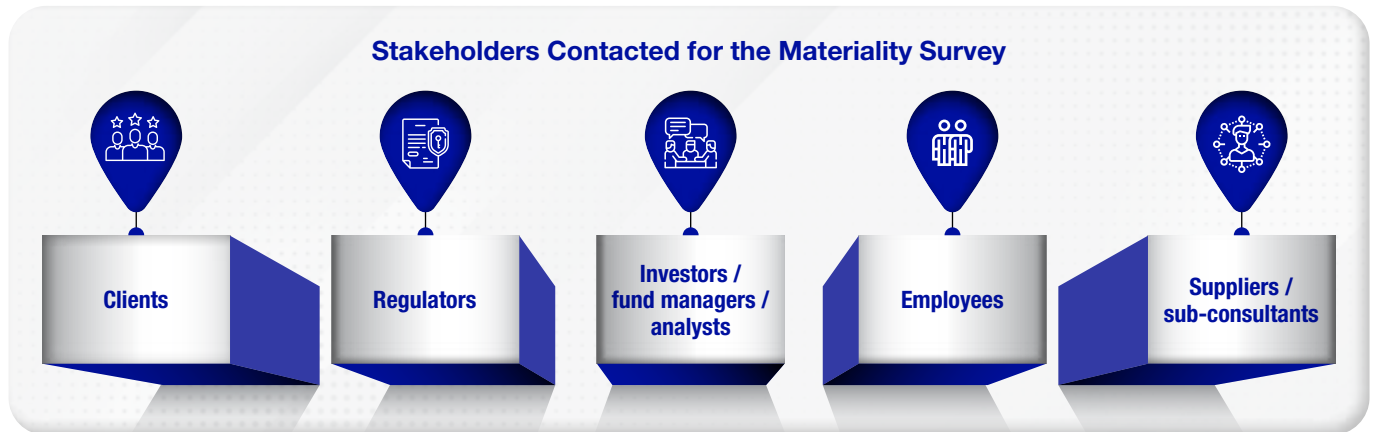 Stakeholders Contacted for the Materiality Survey
Clients
Regulators
Investors /
fund managers /
analysts
Employees
Suppliers /
sub-consultants